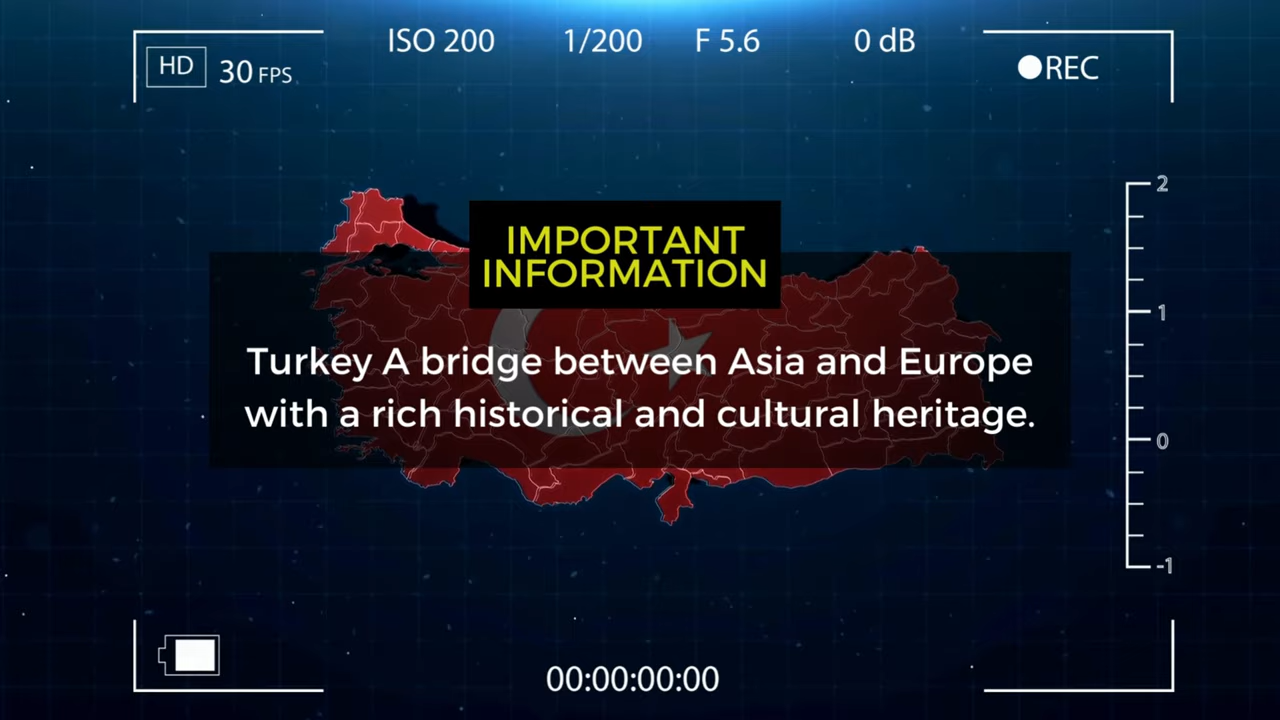 ISO 200 1/200 F 5.6 0 dB
HD 30 FPS REC
IMPORTANT
INFORMATION
Turkey A bridge between Asia and Europe
with a rich historical and cultural heritage.
2
1
0
-1
00:00:00:00